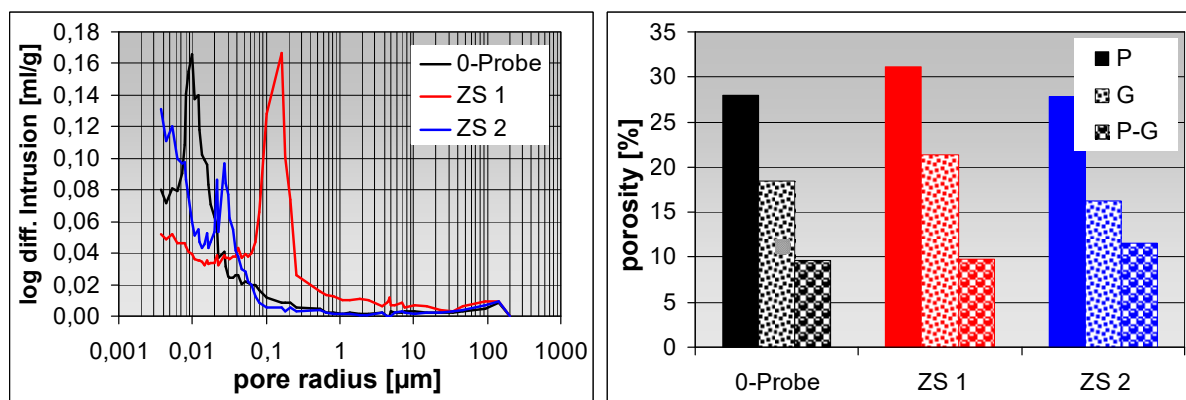 log diff. Intrusion [ml/g]
0,18
0,16
0,14
0,12
0,10
0,08
0,06
0,04
0,02
0,00
0-Probe
ZS 1
ZS 2
0,001 0,01 0,1 1 10 100 1000
pore radius [µm]
porosity [%]
35
30
25
20
15
10
5
0
P
G
P-G
0-Probe ZS 1 ZS 2